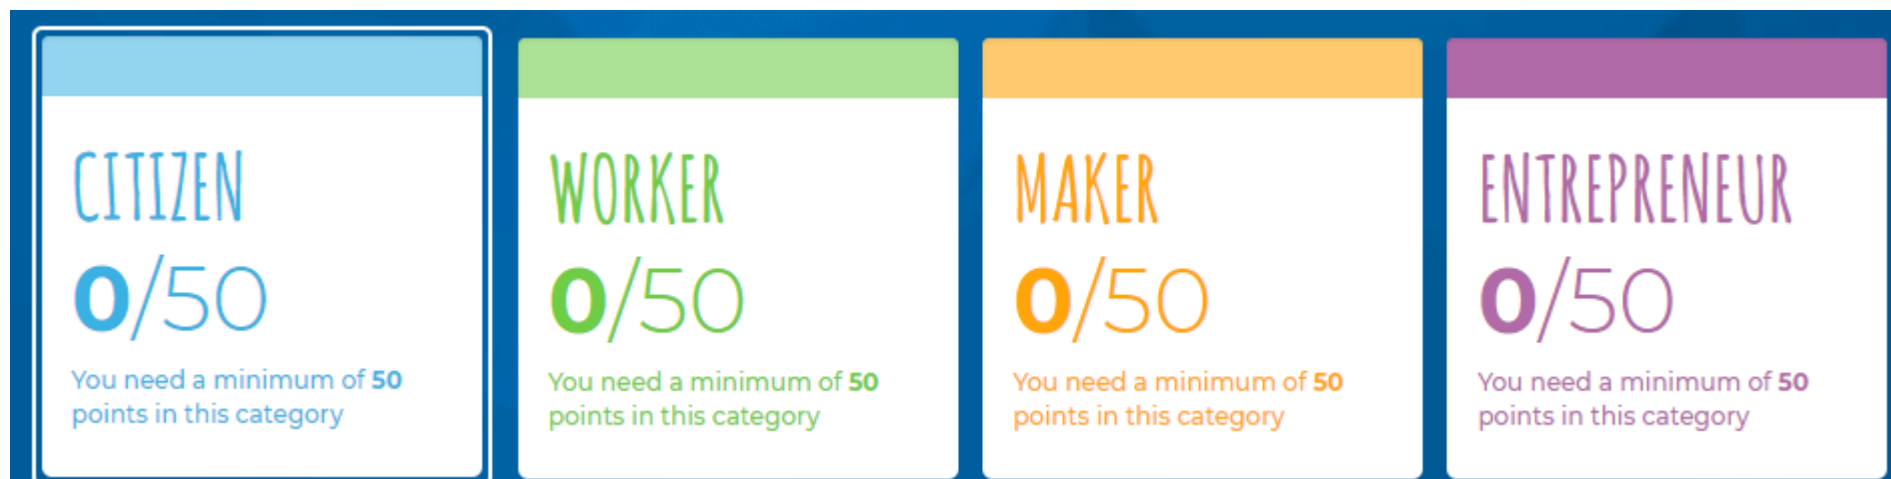 CITIZEN
0/50
You need a minimum of 50
points in this category
WORKER
0/50
You need a minimum of 50
points in this category
MAKER
0/50
You need a minimum of 50
points in this category
ENTREPRENEUR
0/50
You need a minimum of 50
points in this category